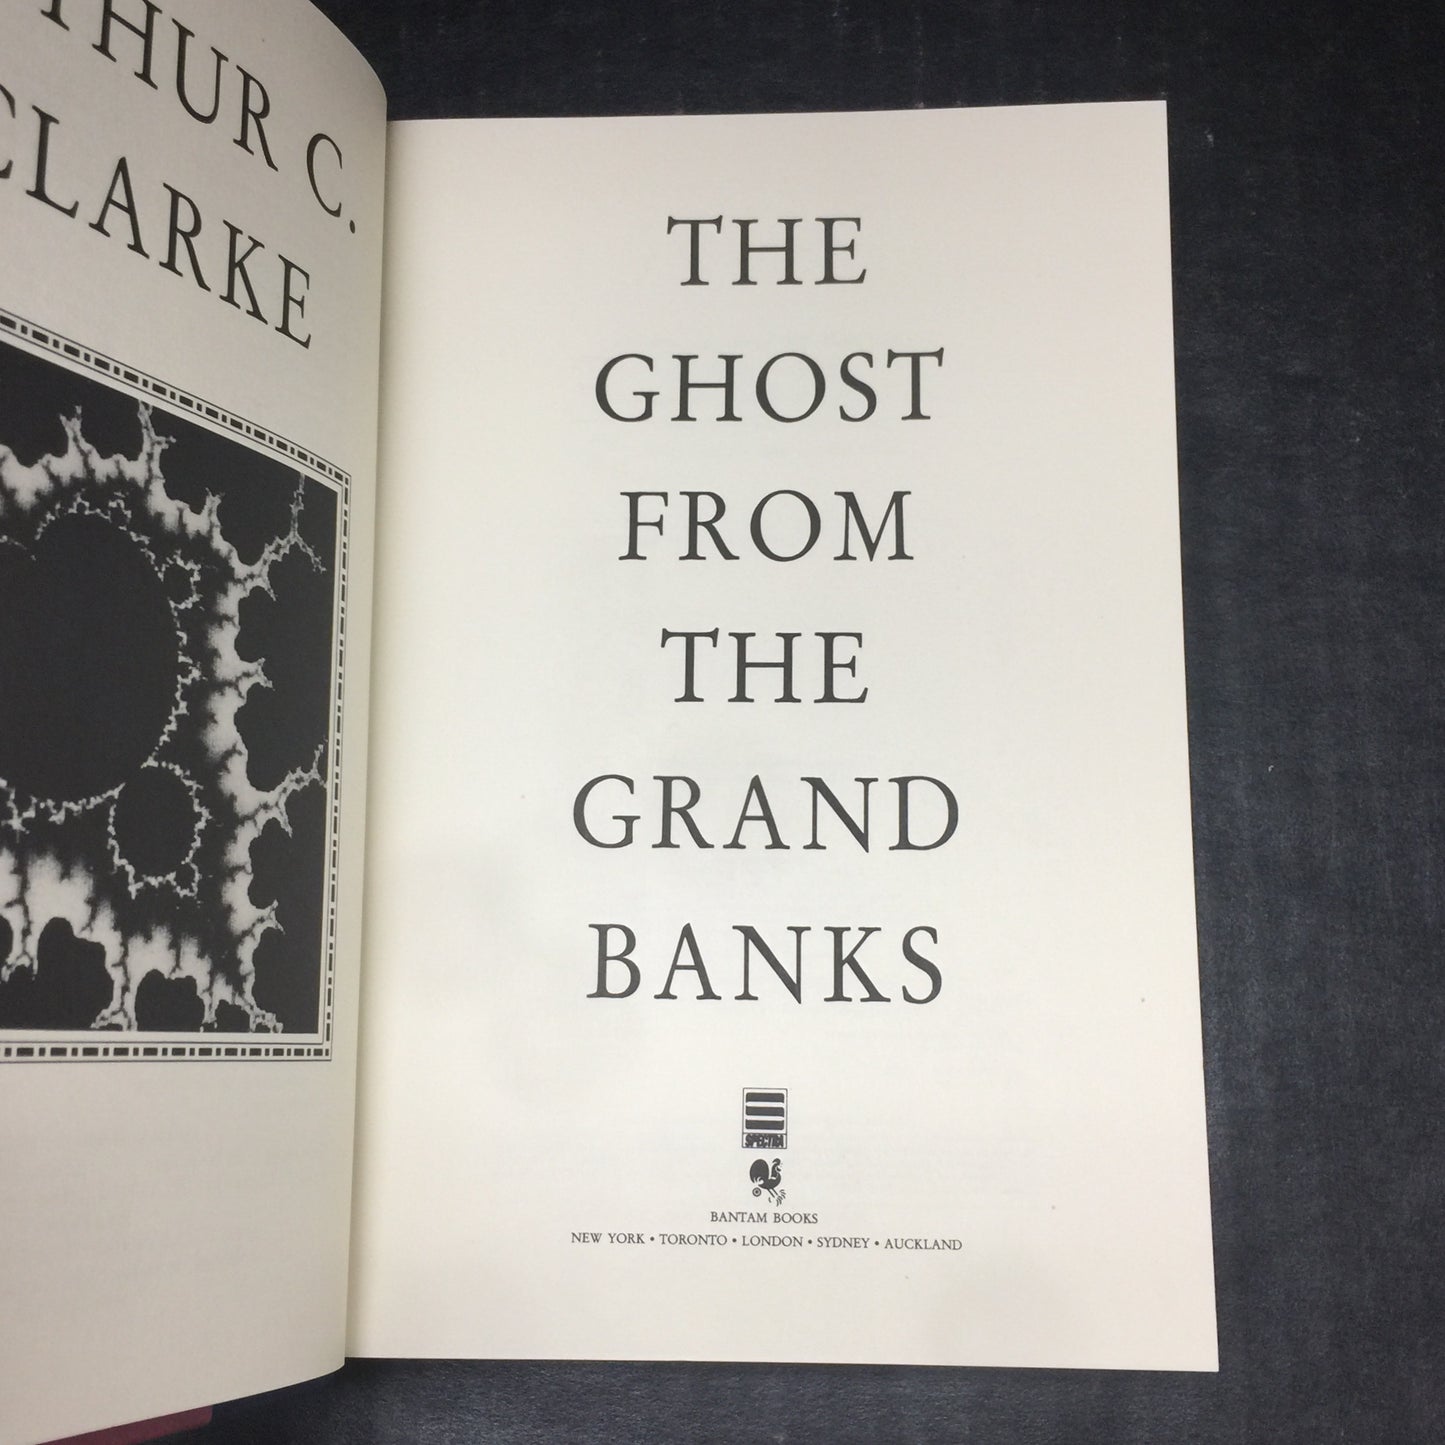 THUR C.
CLARKE
THE
GHOST
FROM
THE
GRAND
BANKS
SPECTRA
BANTAM BOOKS
NEW YORK • TORONTO • LONDON • SYDNEY • AUCKLAND